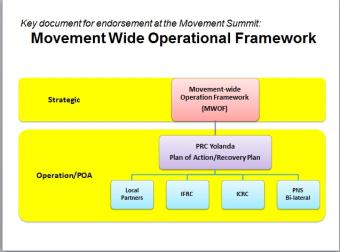 Key document for endorsement at the Movement Summit:
Movement Wide Operational Framework
Strategic
Movement-wide
Operation Framework
(MWOF)
PRC Yolanda
Plan of Action/Recovery Plan
Operation/POA
Local
Partners
IFRC
ICRC
PNS
Bi-lateral